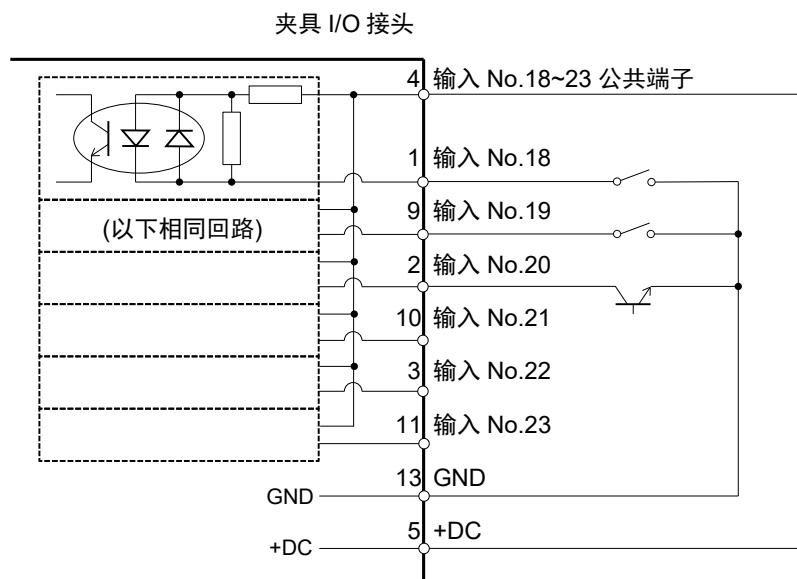 夹具 I/O 接头
4 输入 No.18~23 公共端子
1 输入 No.18
(以下相同回路)
9 输入 No.19
2 输入 No.20
10 输入 No.21
3 输入 No.22
11 输入 No.23
GND 13 GND
+DC 5 +DC